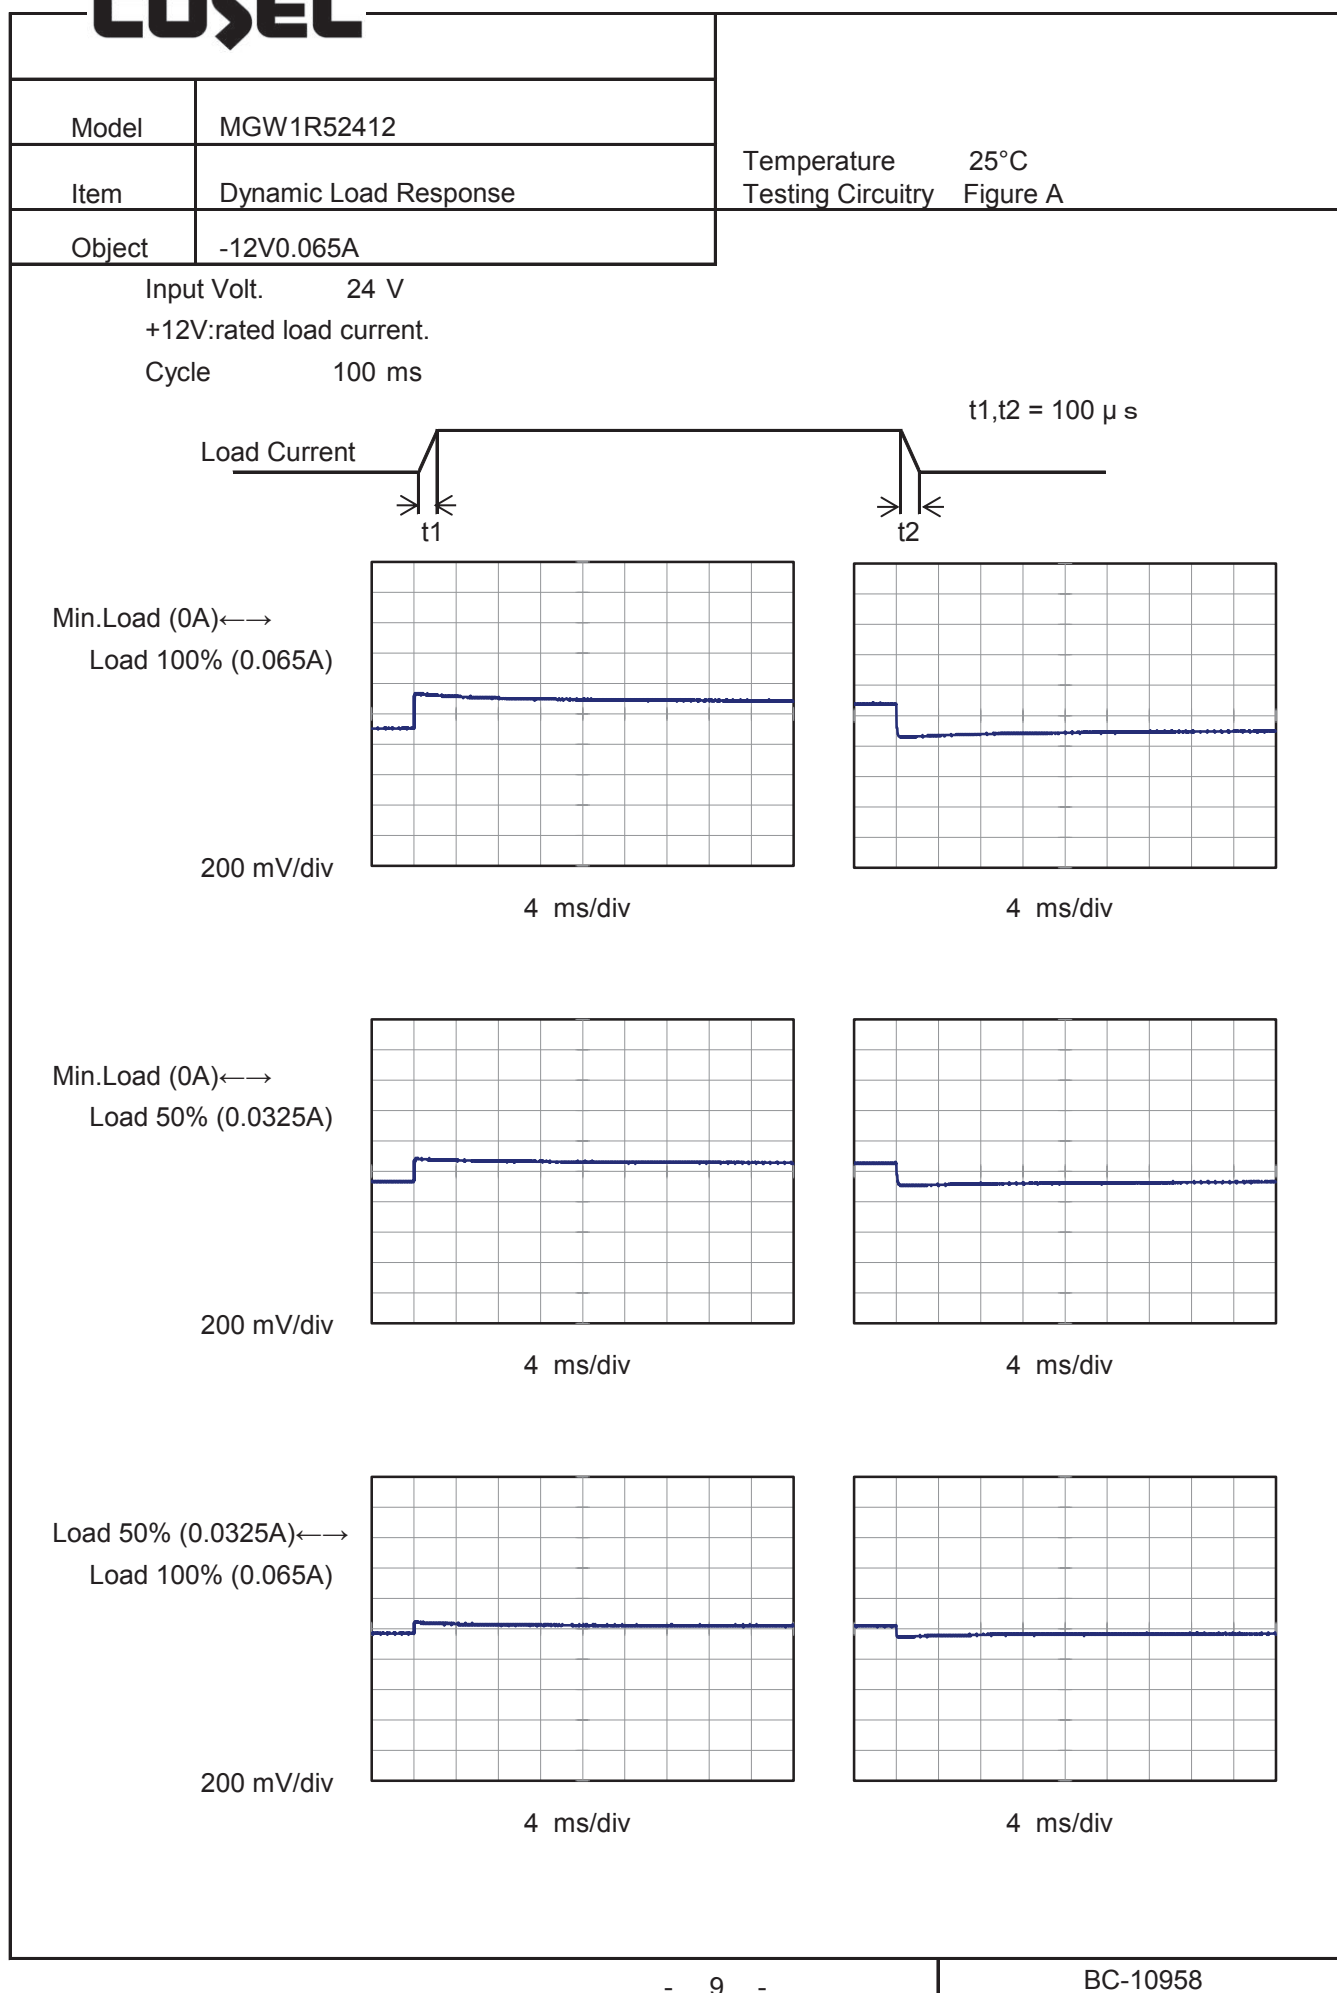 COSEL
Model MGW1R52412
Temperature 25°C
Item Dynamic Load Response
Testing Circuitry Figure A
Object -12V0.065A
Input Volt. 24 V
+12V:rated load current.
Cycle 100 ms
t1,t2 = 100 μ s
Load Current
t1 t2
Min.Load (0A)←→
Load 100% (0.065A)
200 mV/div
4 ms/div 4 ms/div
Min.Load (0A)←→
Load 50% (0.0325A)
200 mV/div
4 ms/div 4 ms/div
Load 50% (0.0325A)←→
Load 100% (0.065A)
200 mV/div
4 ms/div 4 ms/div
- 9 -
BC-10958